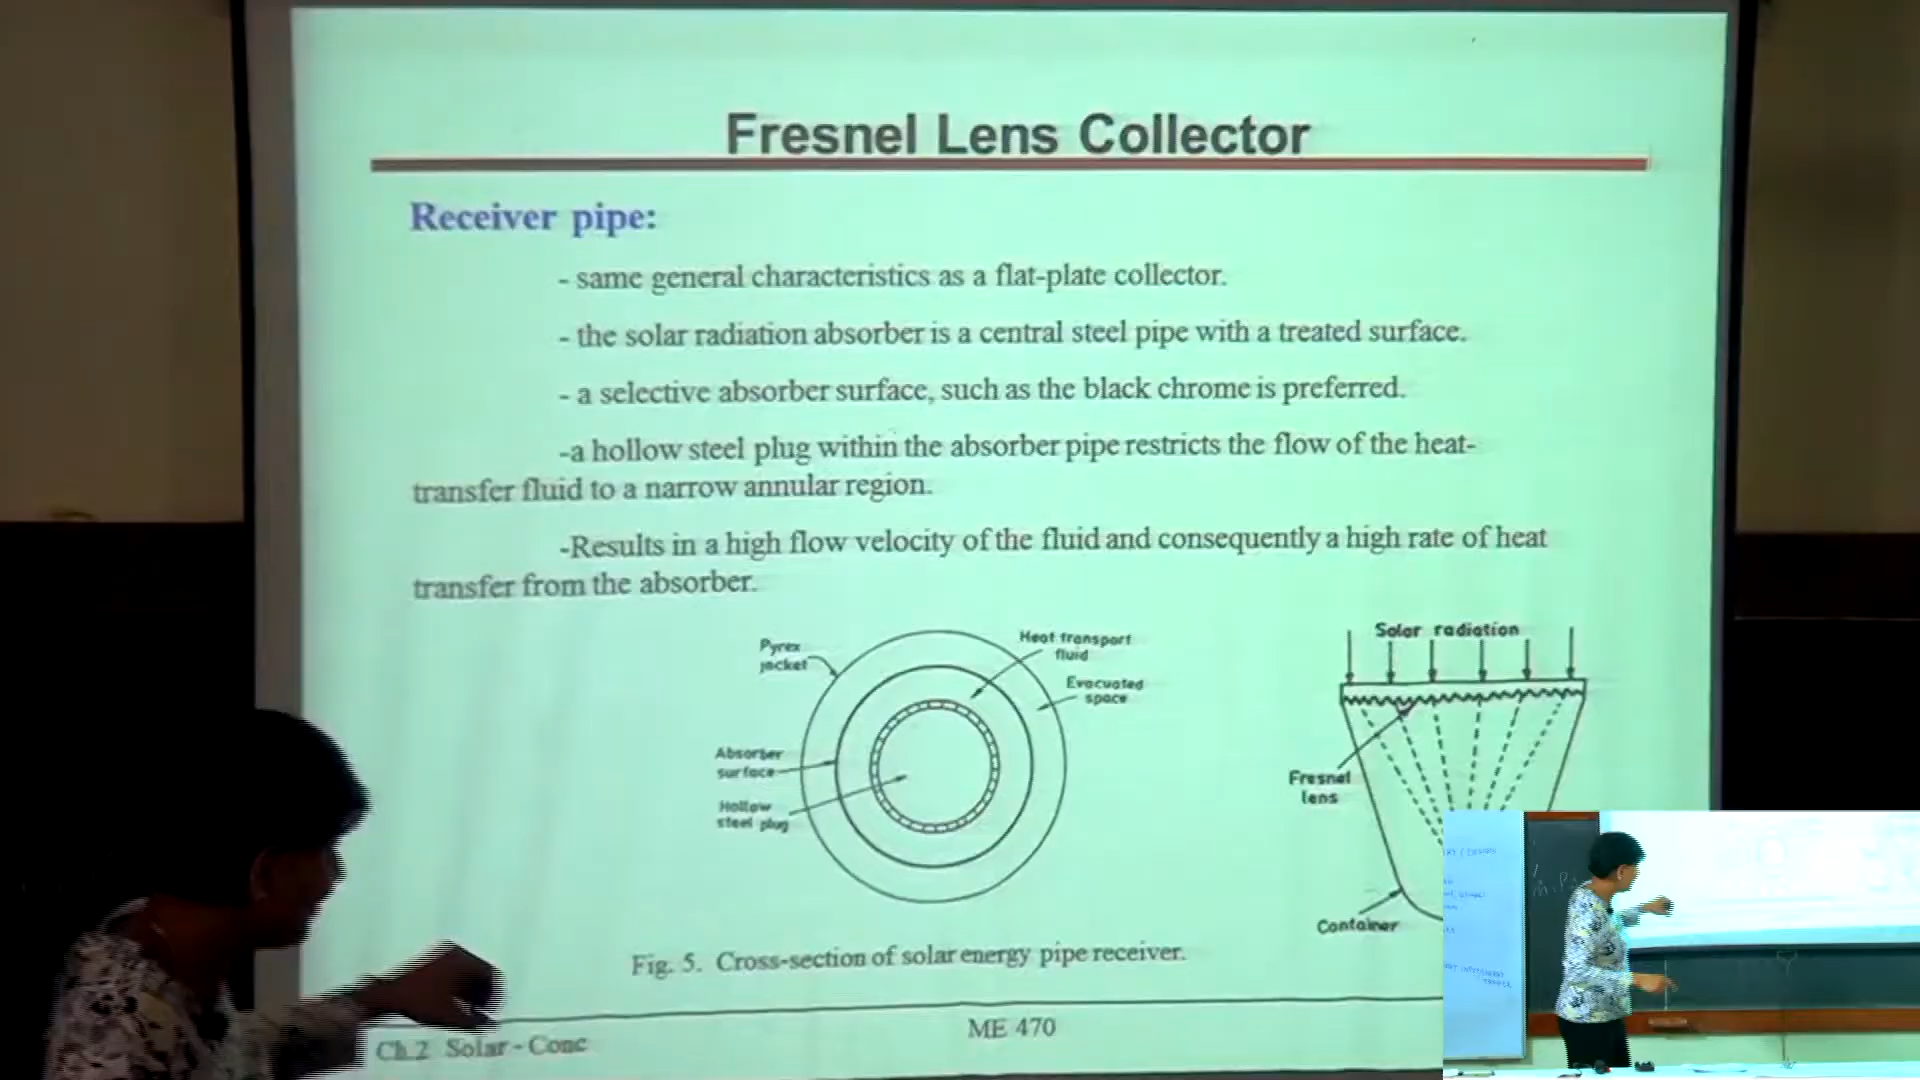 Fresnel Lens Collector
Receiver pipe:
- same general characteristics as a flat-plate collector.
- the solar radiation absorber is a central steel pipe with a treated surface.
- a selective absorber surface, such as the black chrome is preferred.
-a hollow steel plug within the absorber pipe restricts the flow of the heat-
transfer fluid to a narrow annular region.
-Results in a high flow velocity of the fluid and consequently a high rate of heat
transfer from the absorber.
Pyrex
jacket
Heat transport
fluid
Evacuated
space
Absorber
surface
Hollow
steel plug
Solar radiation
Fresnel
lens
Container
Fig. 5. Cross-section of solar energy pipe receiver.
Ch.2 Solar - Conc
ME 470